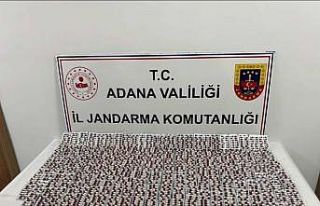 T.C.
ADANA VALİLİĞİ
İL JANDARMA KOMUTANLIĞI